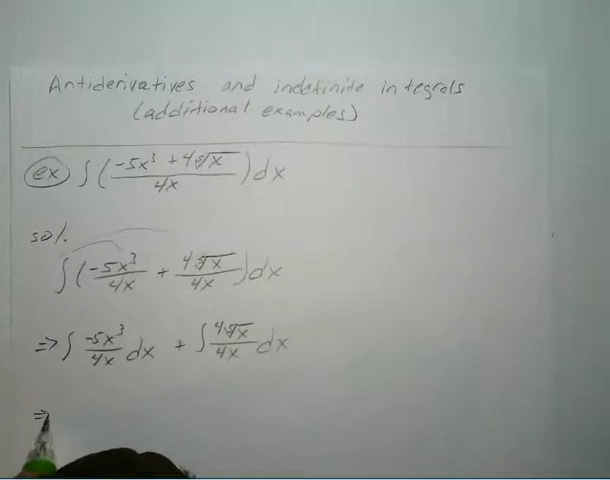 Antiderivatives and indefinite integrals
(additional examples)
ex ∫ ( (-5x³ + 4√x) / 4x ) dx
sol.
∫ ( -5x³/4x + 4√x/4x ) dx
⇒ ∫ -5x³/4x dx + ∫ 4√x/4x dx
⇒